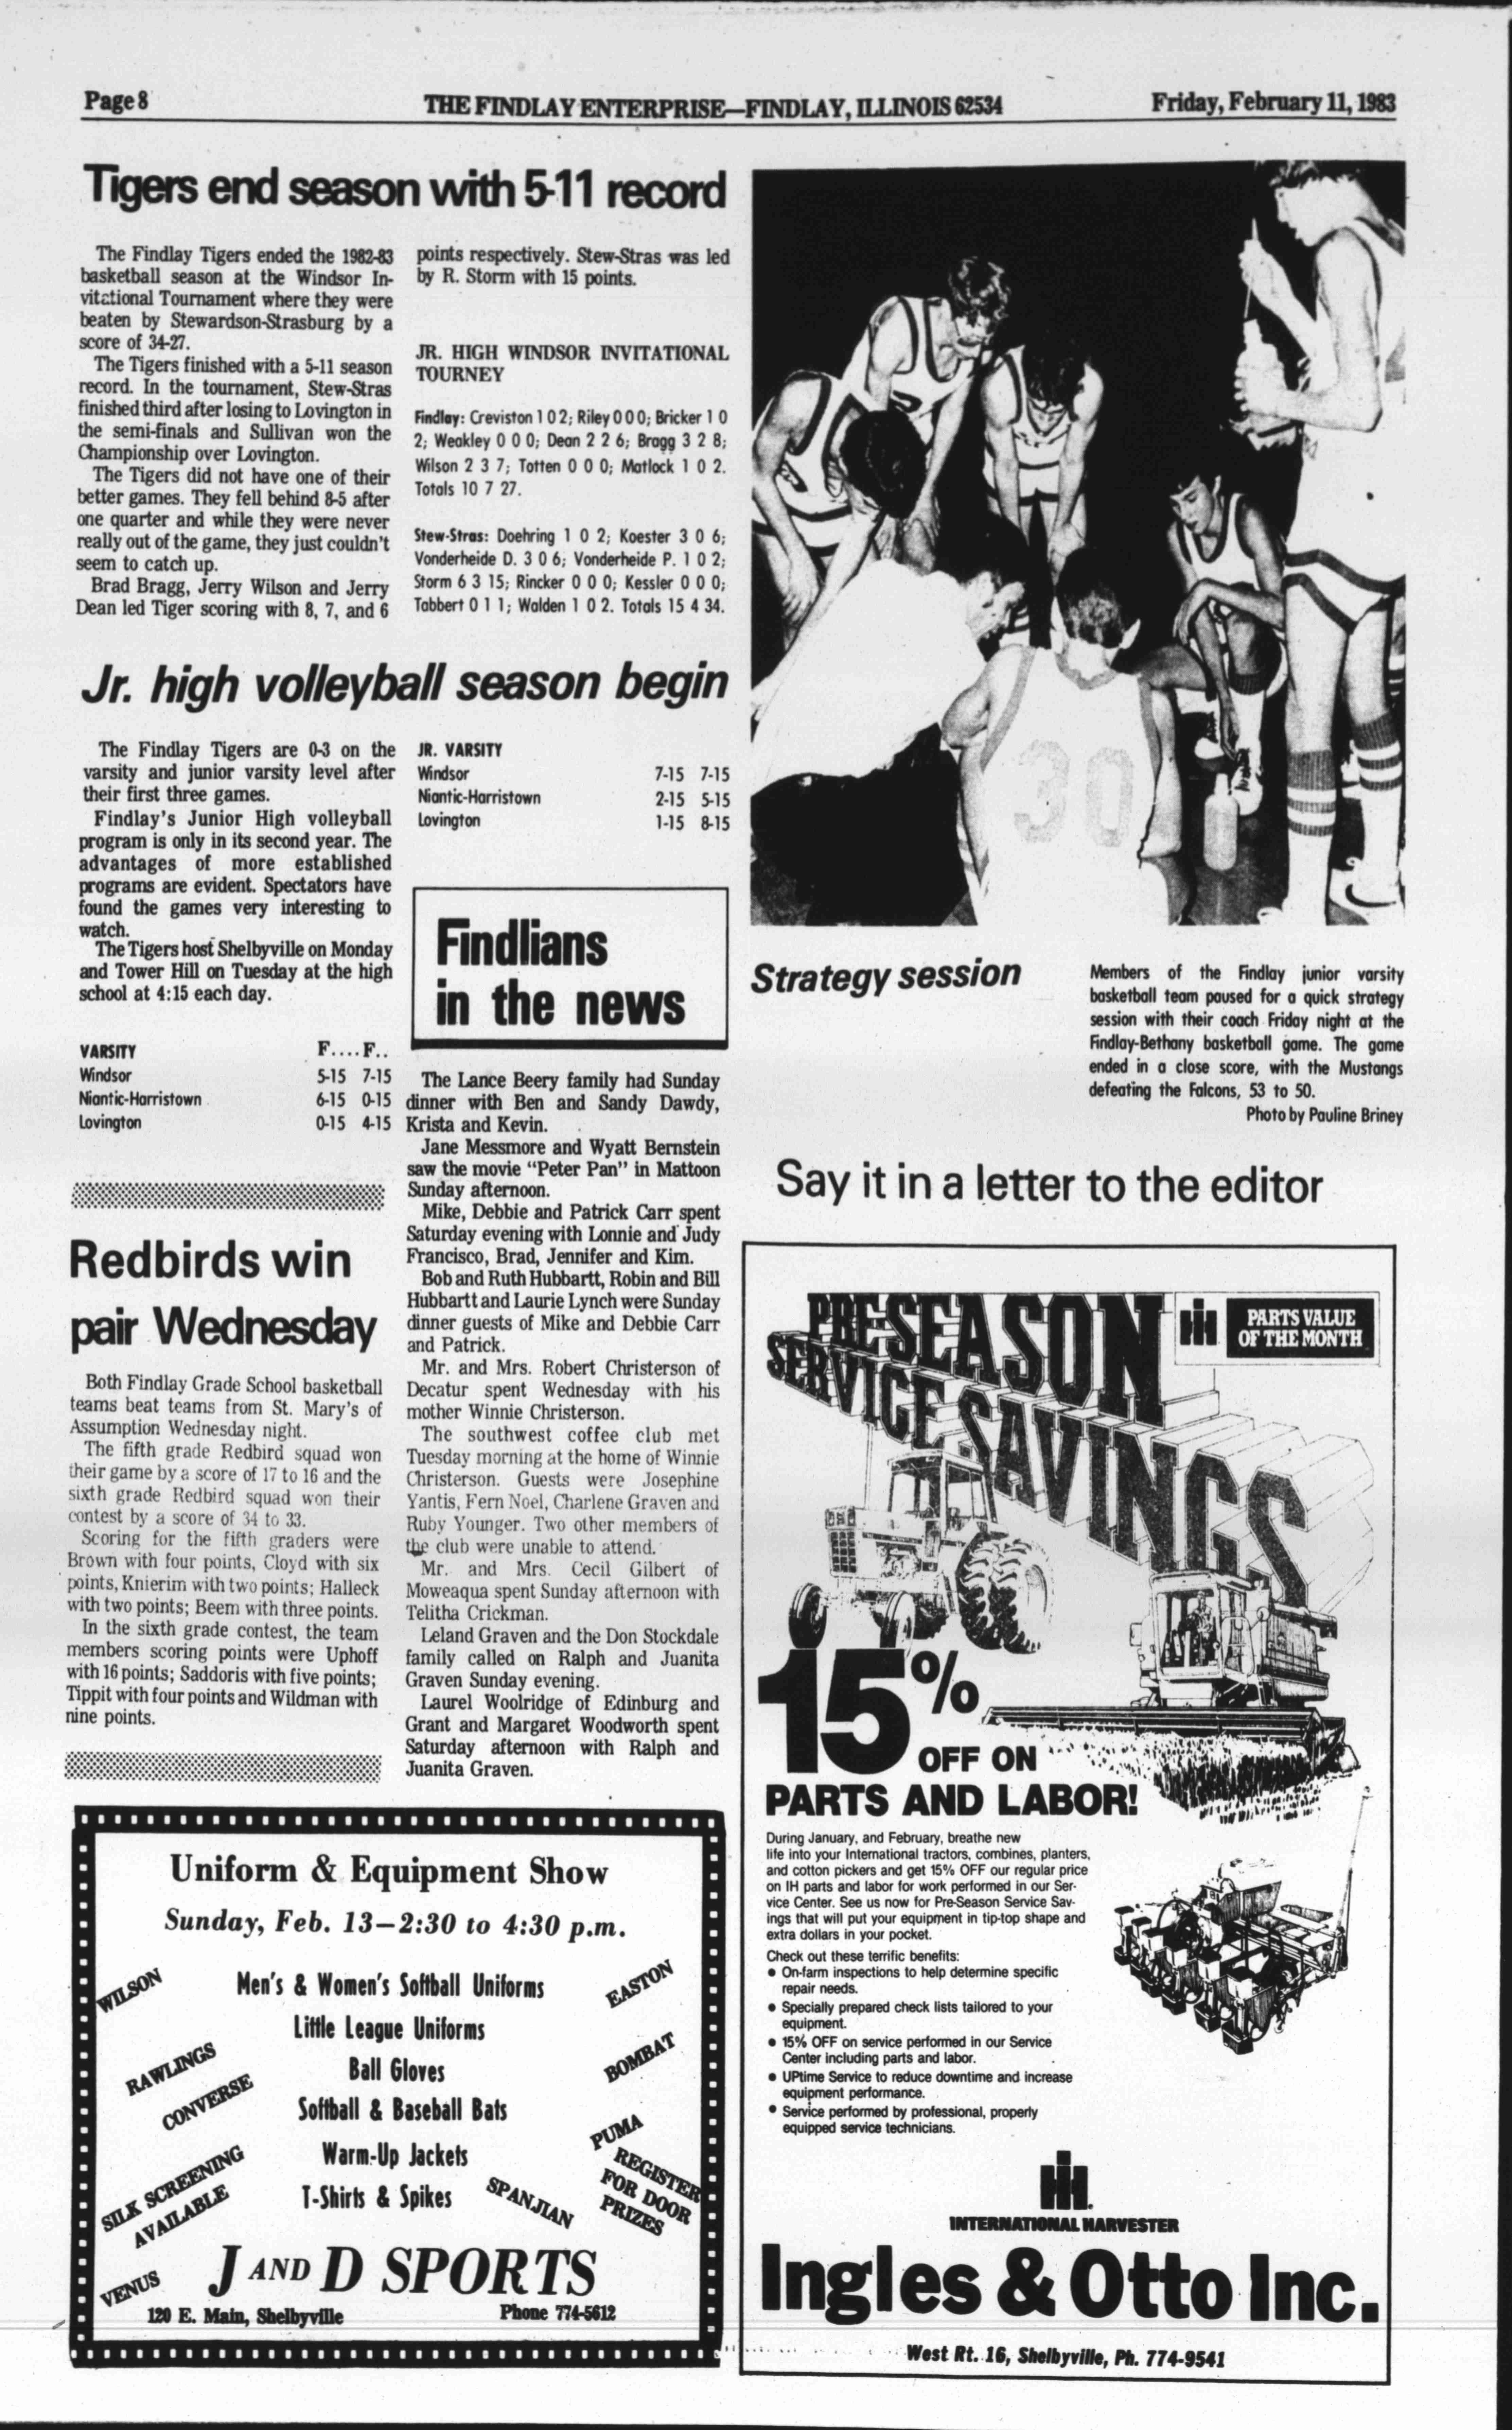 Page 8
THE FINDLAY ENTERPRISE—FINDLAY, ILLINOIS 62534
Friday, February 11, 1983
Tigers end season with 5-11 record
The Findlay Tigers ended the 1982-83
basketball season at the Windsor In-
vitational Tournament where they were
beaten by Stewardson-Strasburg by a
score of 34-27.
The Tigers finished with a 5-11 season
record. In the tournament, Stew-Stras
finished third after losing to Lovington in
the semi-finals and Sullivan won the
Championship over Lovington.
The Tigers did not have one of their
better games. They fell behind 8-5 after
one quarter and while they were never
really out of the game, they just couldn't
seem to catch up.
Brad Bragg, Jerry Wilson and Jerry
Dean led Tiger scoring with 8, 7, and 6
points respectively. Stew-Stras was led
by R. Storm with 15 points.
JR. HIGH WINDSOR INVITATIONAL
TOURNEY
Findlay: Creviston 1 0 2; Riley 0 0 0; Bricker 1 0
2; Weakley 0 0 0; Dean 2 2 6; Bragg 3 2 8;
Wilson 2 3 7; Totten 0 0 0; Matlock 1 0 2.
Totals 10 7 27.
Stew-Stras: Doehring 1 0 2; Koester 3 0 6;
Vonderheide D. 3 0 6; Vonderheide P. 1 0 2;
Storm 6 3 15; Rincker 0 0 0; Kessler 0 0 0;
Tabbert 0 1 1; Walden 1 0 2. Totals 15 4 34.
Jr. high volleyball season begin
The Findlay Tigers are 0-3 on the
varsity and junior varsity level after
their first three games.
Findlay's Junior High volleyball
program is only in its second year. The
advantages of more established
programs are evident. Spectators have
found the games very interesting to
watch.
The Tigers host Shelbyville on Monday
and Tower Hill on Tuesday at the high
school at 4:15 each day.
VARSITY F....F..
Windsor 5-15 7-15
Niantic-Harristown 6-15 0-15
Lovington 0-15 4-15
JR. VARSITY
Windsor 7-15 7-15
Niantic-Harristown 2-15 5-15
Lovington 1-15 8-15
Redbirds win
pair Wednesday
Both Findlay Grade School basketball
teams beat teams from St. Mary's of
Assumption Wednesday night.
The fifth grade Redbird squad won
their game by a score of 17 to 16 and the
sixth grade Redbird squad won their
contest by a score of 34 to 33.
Scoring for the fifth graders were
Brown with four points, Cloyd with six
points, Knierim with two points; Halleck
with two points; Beem with three points.
In the sixth grade contest, the team
members scoring points were Uphoff
with 16 points; Saddoris with five points;
Tippit with four points and Wildman with
nine points.
Findlians
in the news
The Lance Beery family had Sunday
dinner with Ben and Sandy Dawdy,
Krista and Kevin.
Jane Messmore and Wyatt Bernstein
saw the movie "Peter Pan" in Mattoon
Sunday afternoon.
Mike, Debbie and Patrick Carr spent
Saturday evening with Lonnie and Judy
Francisco, Brad, Jennifer and Kim.
Bob and Ruth Hubbartt, Robin and Bill
Hubbartt and Laurie Lynch were Sunday
dinner guests of Mike and Debbie Carr
and Patrick.
Mr. and Mrs. Robert Christerson of
Decatur spent Wednesday with his
mother Winnie Christerson.
The southwest coffee club met
Tuesday morning at the home of Winnie
Christerson. Guests were Josephine
Yantis, Fern Noel, Charlene Graven and
Ruby Younger. Two other members of
the club were unable to attend.
Mr. and Mrs. Cecil Gilbert of
Moweaqua spent Sunday afternoon with
Telitha Crickman.
Leland Graven and the Don Stockdale
family called on Ralph and Juanita
Graven Sunday evening.
Laurel Woolridge of Edinburg and
Grant and Margaret Woodworth spent
Saturday afternoon with Ralph and
Juanita Graven.
30
Strategy session
Members of the Findlay junior varsity
basketball team paused for a quick strategy
session with their coach Friday night at the
Findlay-Bethany basketball game. The game
ended in a close score, with the Mustangs
defeating the Falcons, 53 to 50.
Photo by Pauline Briney
Say it in a letter to the editor
Uniform & Equipment Show
Sunday, Feb. 13—2:30 to 4:30 p.m.
WILSON
Men's & Women's Softball Uniforms
EASTON
Little League Uniforms
RAWLINGS
Ball Gloves
BOMBAT
CONVERSE
Softball & Baseball Bats
PUMA
Warm-Up Jackets
SILK SCREENING
AVAILABLE
T-Shirts & Spikes
SPANJIAN
REGISTER
FOR DOOR
PRIZES
VENUS
J AND D SPORTS
120 E. Main, Shelbyville
Phone 774-5612
PRESEASON
SERVICE SAVINGS
PARTS VALUE
OF THE MONTH
15%
OFF ON
PARTS AND LABOR!
During January, and February, breathe new
life into your International tractors, combines, planters,
and cotton pickers and get 15% OFF our regular price
on IH parts and labor for work performed in our Ser-
vice Center. See us now for Pre-Season Service Sav-
ings that will put your equipment in tip-top shape and
extra dollars in your pocket.
Check out these terrific benefits:
• On-farm inspections to help determine specific
repair needs.
• Specially prepared check lists tailored to your
equipment.
• 15% OFF on service performed in our Service
Center including parts and labor.
• UPtime Service to reduce downtime and increase
equipment performance.
• Service performed by professional, properly
equipped service technicians.
INTERNATIONAL HARVESTER
Ingles & Otto Inc.
West Rt. 16, Shelbyville, Ph. 774-9541